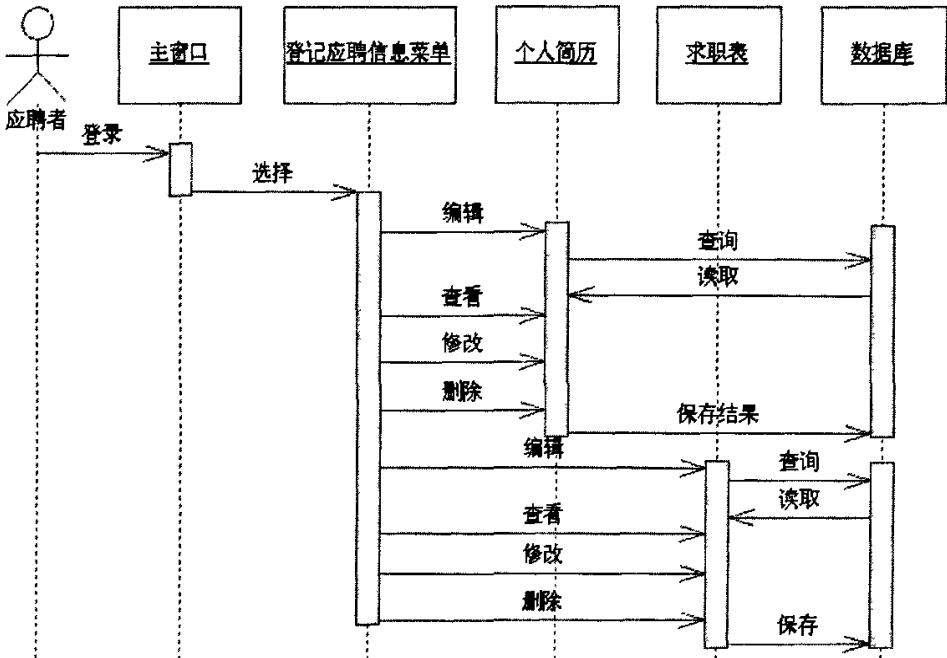 主窗口
登记应聘信息菜单
个人简历
求职表
数据库
应聘者
登录
选择
编辑
查询
读取
查看
修改
删除
保存结果
编辑
查询
读取
查看
修改
删除
保存